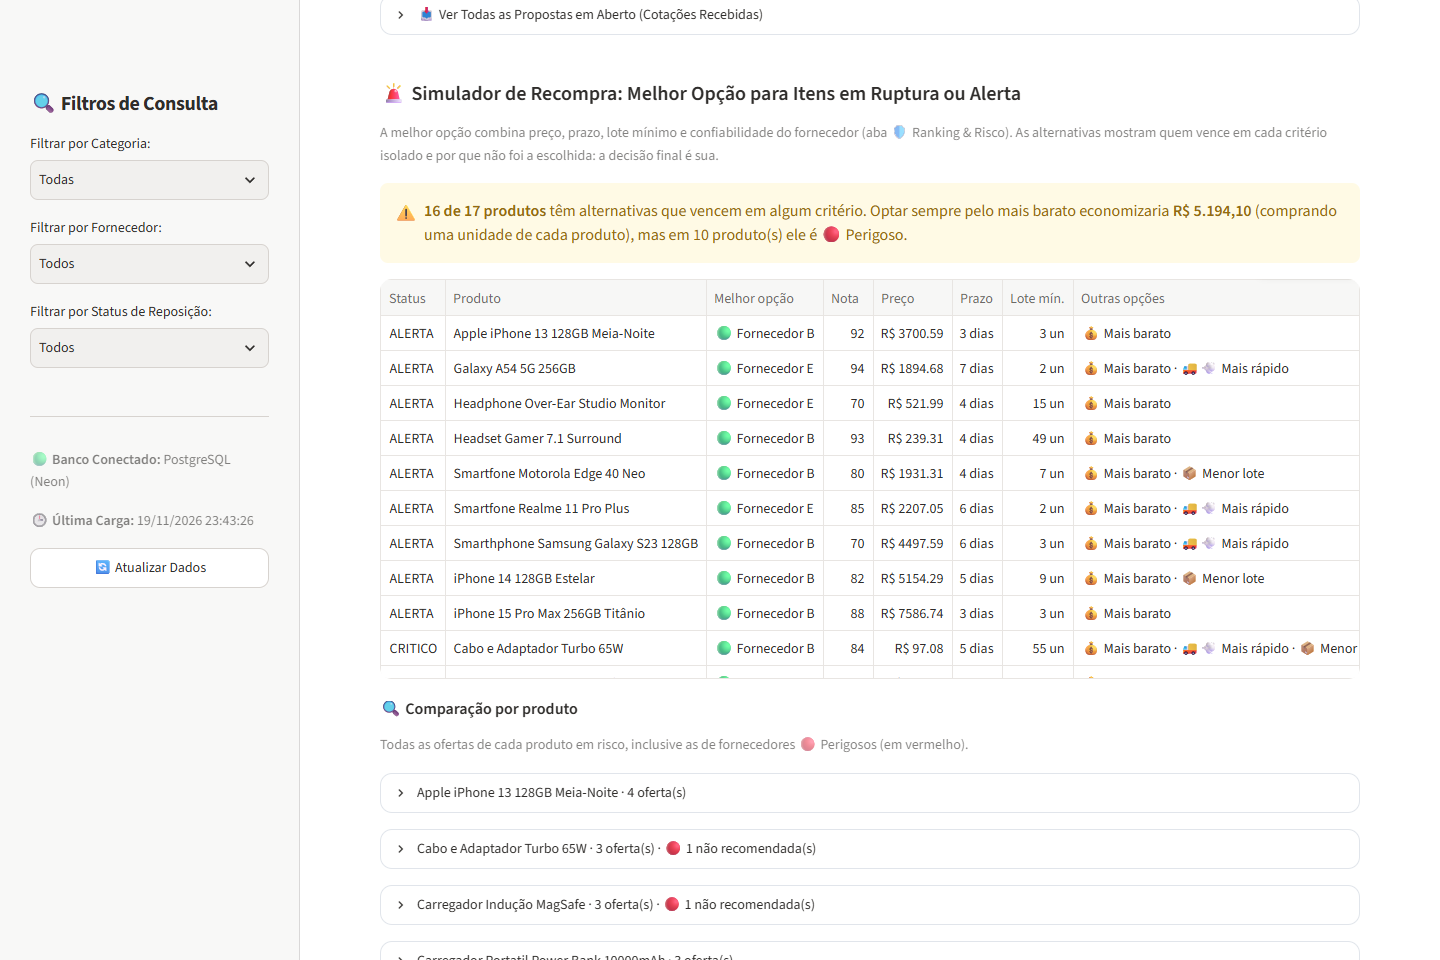 Ver Todas as Propostas em Aberto (Cotações Recebidas)
Filtros de Consulta
Filtrar por Categoria:
Todas
Filtrar por Fornecedor:
Todos
Filtrar por Status de Reposição:
Todos
Banco Conectado: PostgreSQL
(Neon)
Última Carga: 19/11/2026 23:43:26
Atualizar Dados
Simulador de Recompra: Melhor Opção para Itens em Ruptura ou Alerta
A melhor opção combina preço, prazo, lote mínimo e confiabilidade do fornecedor (aba Ranking & Risco). As alternativas mostram quem vence em cada critério
isolado e por que não foi a escolhida: a decisão final é sua.
16 de 17 produtos têm alternativas que vencem em algum critério. Optar sempre pelo mais barato economizaria R$ 5.194,10 (comprando
uma unidade de cada produto), mas em 10 produto(s) ele é Perigoso.
Status Produto Melhor opção Nota Preço Prazo Lote mín. Outras opções
ALERTA Apple iPhone 13 128GB Meia-Noite Fornecedor B 92 R$ 3700.59 3 dias 3 un Mais barato
ALERTA Galaxy A54 5G 256GB Fornecedor E 94 R$ 1894.68 7 dias 2 un Mais barato · Mais rápido
ALERTA Headphone Over-Ear Studio Monitor Fornecedor E 70 R$ 521.99 4 dias 15 un Mais barato
ALERTA Headset Gamer 7.1 Surround Fornecedor B 93 R$ 239.31 4 dias 49 un Mais barato
ALERTA Smartfone Motorola Edge 40 Neo Fornecedor B 80 R$ 1931.31 4 dias 7 un Mais barato · Menor lote
ALERTA Smartfone Realme 11 Pro Plus Fornecedor E 85 R$ 2207.05 6 dias 2 un Mais barato · Mais rápido
ALERTA Smarthphone Samsung Galaxy S23 128GB Fornecedor B 70 R$ 4497.59 6 dias 3 un Mais barato · Mais rápido
ALERTA iPhone 14 128GB Estelar Fornecedor B 82 R$ 5154.29 5 dias 9 un Mais barato · Menor lote
ALERTA iPhone 15 Pro Max 256GB Titânio Fornecedor B 88 R$ 7586.74 3 dias 3 un Mais barato
CRITICO Cabo e Adaptador Turbo 65W Fornecedor B 84 R$ 97.08 5 dias 55 un Mais barato · Mais rápido · Menor
Comparação por produto
Todas as ofertas de cada produto em risco, inclusive as de fornecedores Perigosos (em vermelho).
Apple iPhone 13 128GB Meia-Noite · 4 oferta(s)
Cabo e Adaptador Turbo 65W · 3 oferta(s) · 1 não recomendada(s)
Carregador Indução MagSafe · 3 oferta(s) · 1 não recomendada(s)
Carregador Portatil Power Bank 10000mAh · 3 oferta(s)